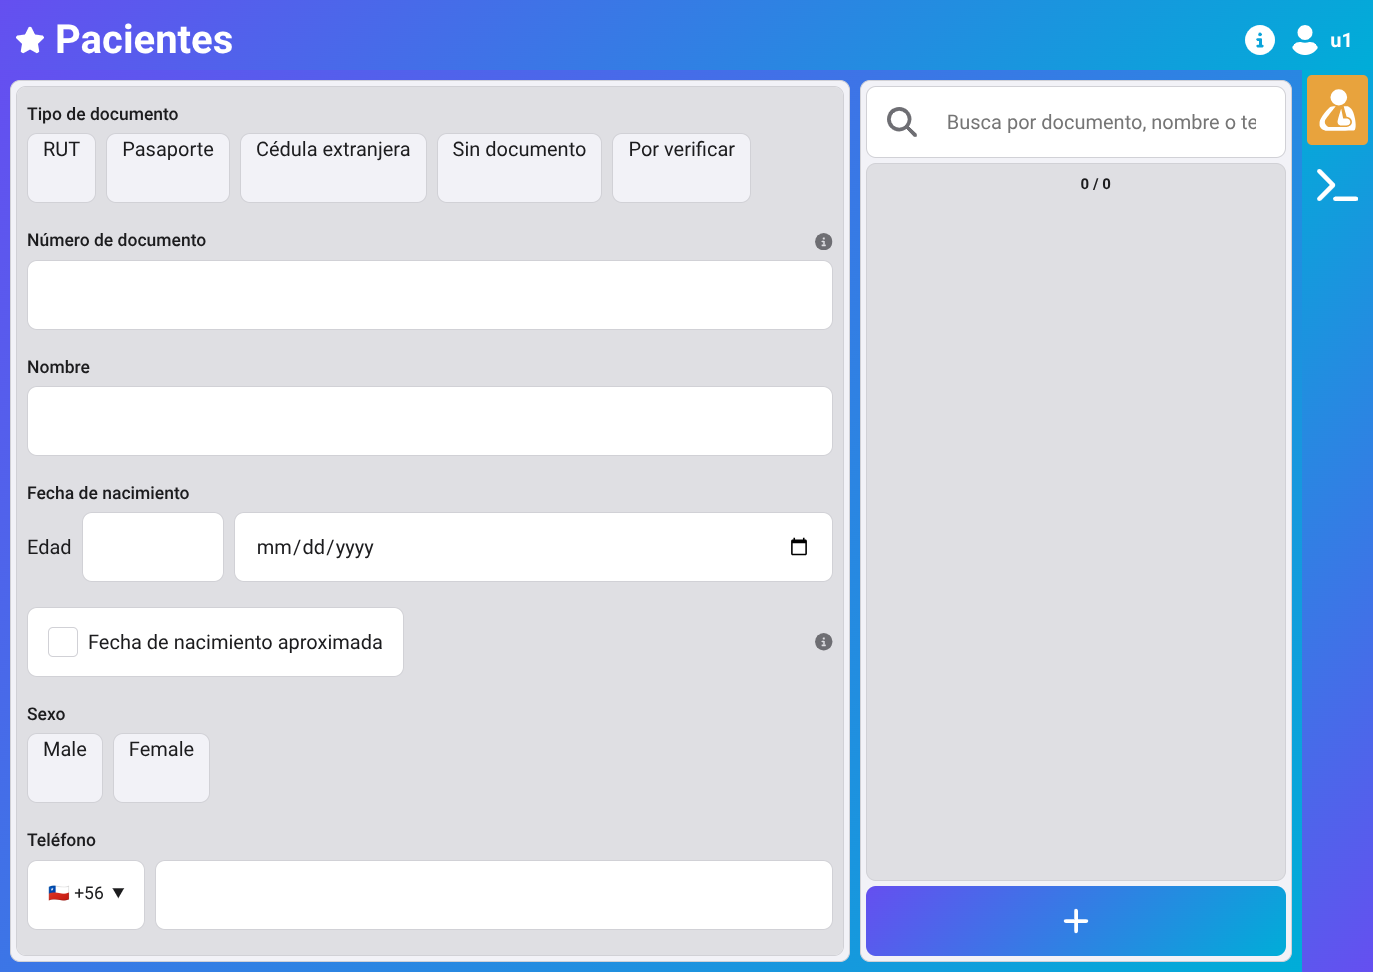 Pacientes
u1
Tipo de documento
RUT
Pasaporte
Cédula extranjera
Sin documento
Por verificar
Número de documento
Nombre
Fecha de nacimiento
Edad
mm/dd/yyyy
Fecha de nacimiento aproximada
Sexo
Male
Female
Teléfono
+56
Busca por documento, nombre o te
0 / 0